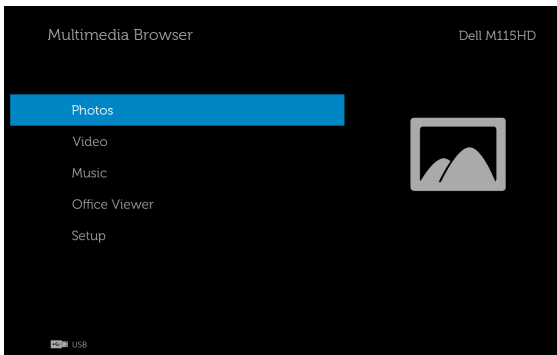 Multimedia Browser
Dell M115HD
Photos
Video
Music
Office Viewer
Setup
USB